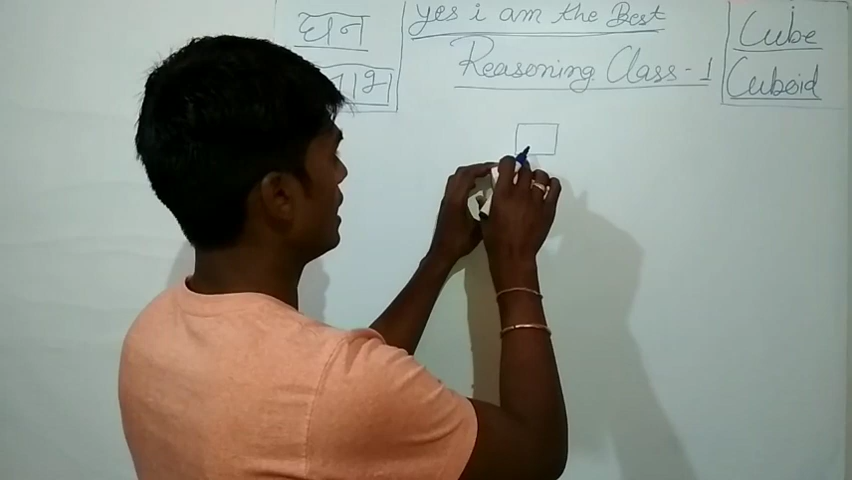 घन
yes i am the Best
Reasoning Class-1
Cube
Cuboid